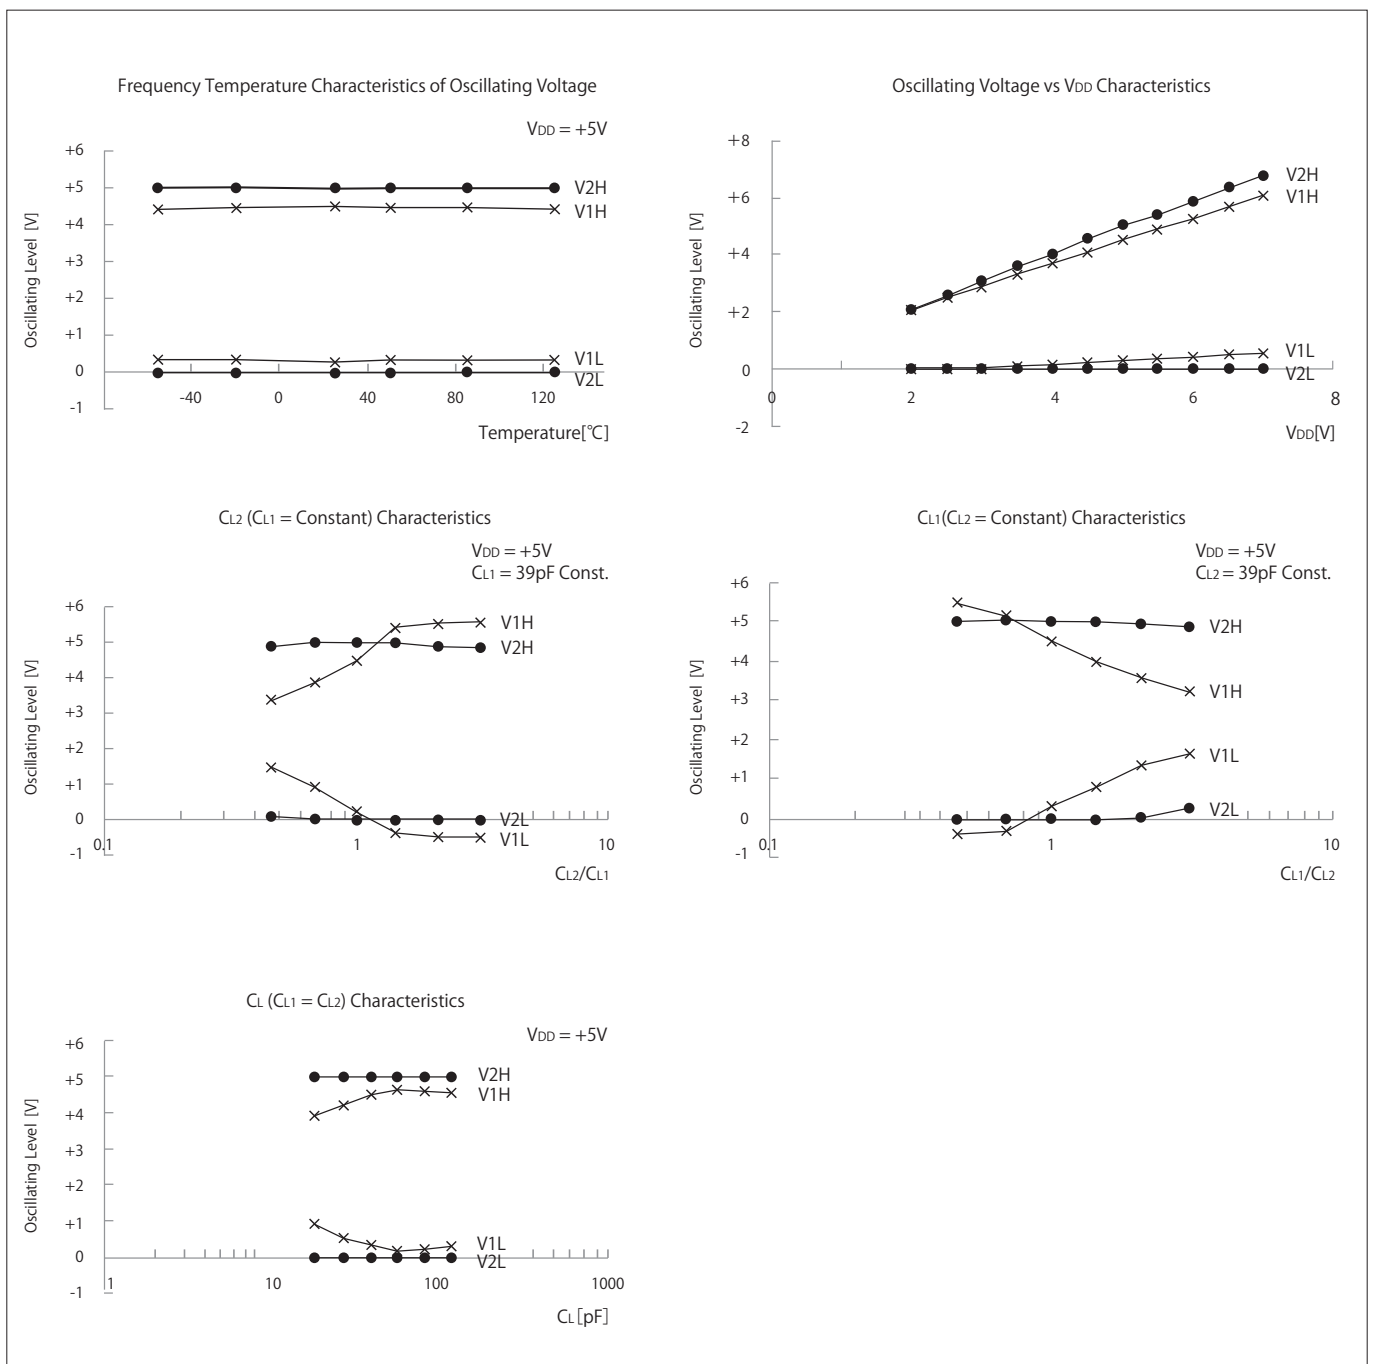 Frequency Temperature Characteristics of Oscillating Voltage
VDD = +5V
+6
+5
+4
+3
+2
+1
0
-1
Oscillating Level [V]
V2H
V1H
V1L
V2L
-40 0 40 80 120
Temperature[°C]
Oscillating Voltage vs VDD Characteristics
+8
+6
+4
+2
0
-2
Oscillating Level [V]
V2H
V1H
V1L
V2L
0 2 4 6 8
VDD[V]
CL2 (CL1 = Constant) Characteristics
VDD = +5V
CL1 = 39pF Const.
+6
+5
+4
+3
+2
+1
0
-1
Oscillating Level [V]
V1H
V2H
V2L
V1L
0.1 1 10
CL2/CL1
CL1(CL2 = Constant) Characteristics
VDD = +5V
CL2 = 39pF Const.
+6
+5
+4
+3
+2
+1
0
-1
Oscillating Level [V]
V2H
V1H
V1L
V2L
0.1 1 10
CL1/CL2
CL (CL1 = CL2) Characteristics
VDD = +5V
+6
+5
+4
+3
+2
+1
0
-1
Oscillating Level [V]
V2H
V1H
V1L
V2L
1 10 100 1000
CL[pF]